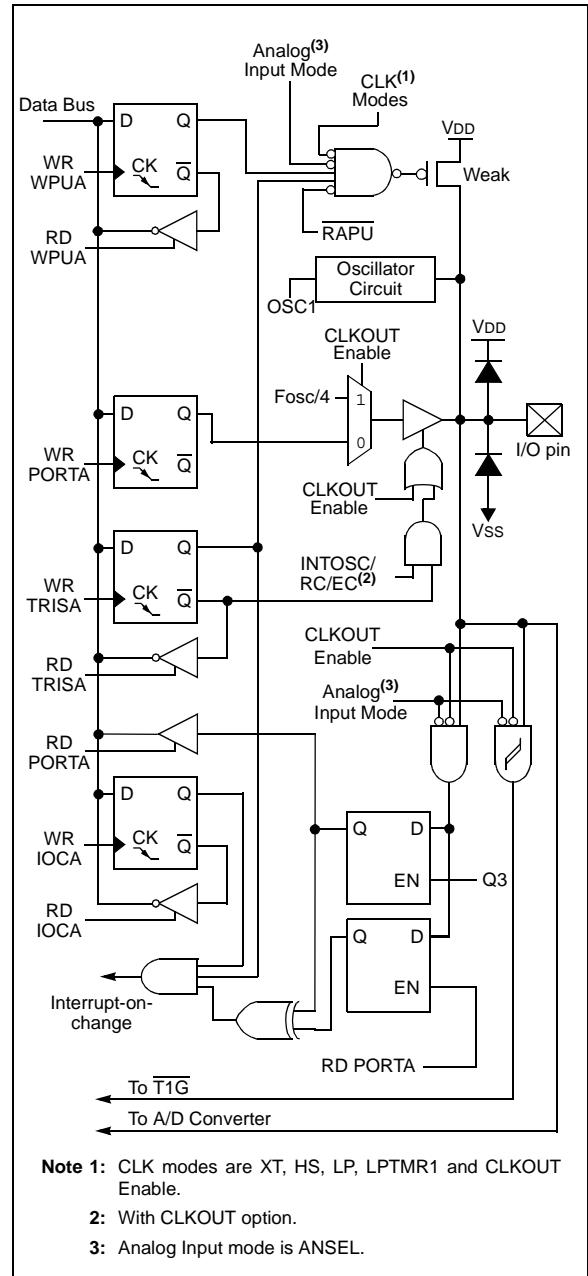 Analog(3)
Input Mode
CLK(1)
Modes
Data Bus
D
Q
VDD
WR
WPUA
CK
Q
Weak
RD
WPUA
RAPU
Oscillator
Circuit
OSC1
CLKOUT
Enable
VDD
Fosc/4
1
D
Q
0
I/O pin
WR
PORTA
CK
Q
CLKOUT
Enable
VSS
D
Q
INTOSC/
RC/EC(2)
WR
TRISA
CK
Q
CLKOUT
Enable
RD
TRISA
Analog(3)
Input Mode
RD
PORTA
D
Q
Q
D
WR
IOCA
CK
Q
EN
Q3
RD
IOCA
Q
D
EN
Interrupt-on-
change
RD PORTA
To T1G
To A/D Converter
Note 1: CLK modes are XT, HS, LP, LPTMR1 and CLKOUT
Enable.
2: With CLKOUT option.
3: Analog Input mode is ANSEL.